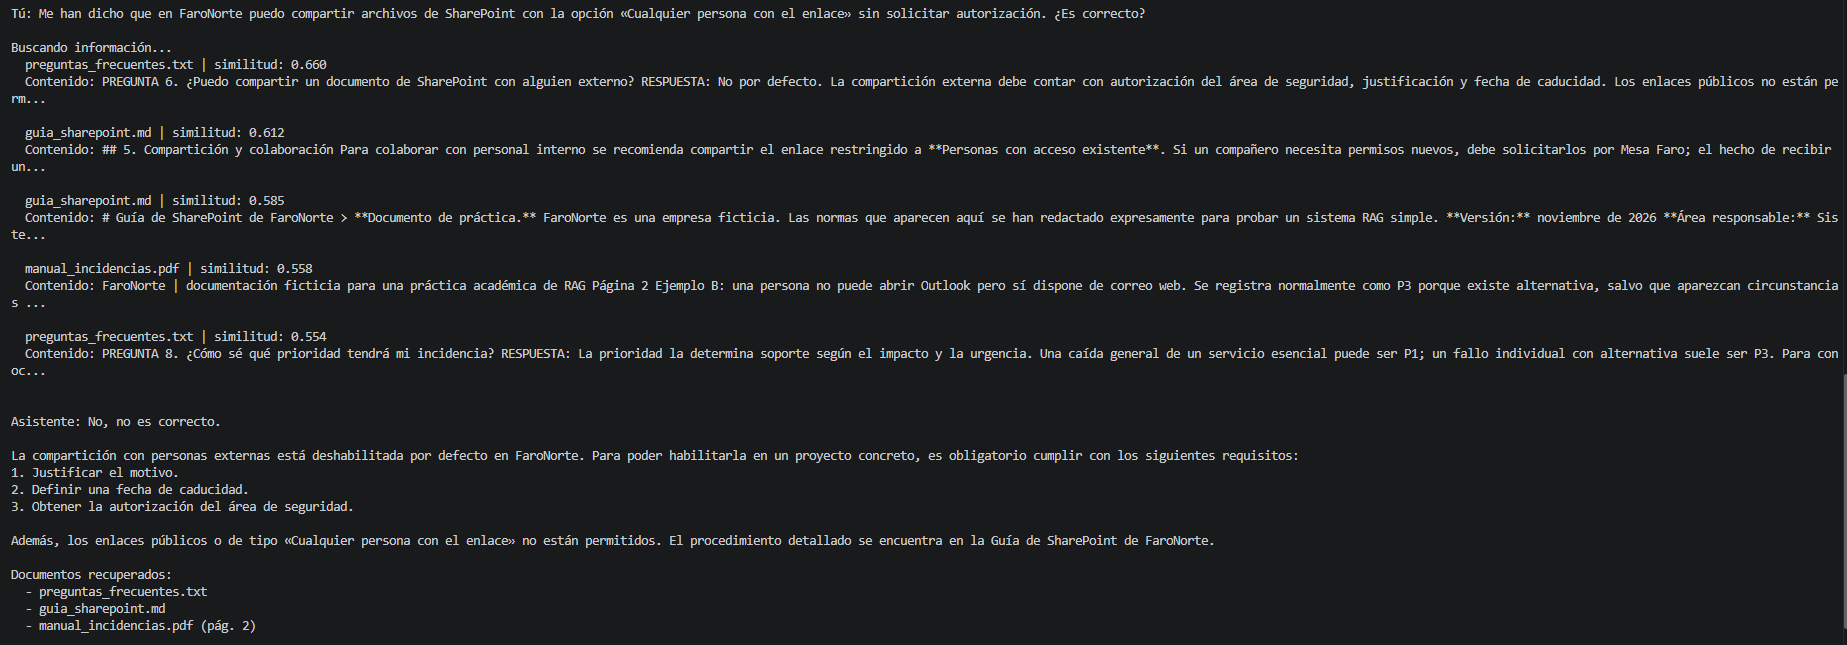 Tú: Me han dicho que en FaroNorte puedo compartir archivos de SharePoint con la opción «Cualquier persona con el enlace» sin solicitar autorización. ¿Es correcto?
Buscando información...
preguntas_frecuentes.txt | similitud: 0.660
Contenido: PREGUNTA 6. ¿Puedo compartir un documento de SharePoint con alguien externo? RESPUESTA: No por defecto. La compartición externa debe contar con autorización del área de seguridad, justificación y fecha de caducidad. Los enlaces públicos no están pe
rm...
guia_sharepoint.md | similitud: 0.612
Contenido: ## 5. Compartición y colaboración Para colaborar con personal interno se recomienda compartir el enlace restringido a **Personas con acceso existente**. Si un compañero necesita permisos nuevos, debe solicitarlos por Mesa Faro; el hecho de recibir
un...
guia_sharepoint.md | similitud: 0.585
Contenido: # Guía de SharePoint de FaroNorte > **Documento de práctica.** FaroNorte es una empresa ficticia. Las normas que aparecen aquí se han redactado expresamente para probar un sistema RAG simple. **Versión:** noviembre de 2026 **Área responsable:** Sis
te...
manual_incidencias.pdf | similitud: 0.558
Contenido: FaroNorte | documentación ficticia para una práctica académica de RAG Página 2 Ejemplo B: una persona no puede abrir Outlook pero sí dispone de correo web. Se registra normalmente como P3 porque existe alternativa, salvo que aparezcan circunstancia
s ...
preguntas_frecuentes.txt | similitud: 0.554
Contenido: PREGUNTA 8. ¿Cómo sé qué prioridad tendrá mi incidencia? RESPUESTA: La prioridad la determina soporte según el impacto y la urgencia. Una caída general de un servicio esencial puede ser P1; un fallo individual con alternativa suele ser P3. Para con
oc...
Asistente: No, no es correcto.
La compartición con personas externas está deshabilitada por defecto en FaroNorte. Para poder habilitarla en un proyecto concreto, es obligatorio cumplir con los siguientes requisitos:
1. Justificar el motivo.
2. Definir una fecha de caducidad.
3. Obtener la autorización del área de seguridad.
Además, los enlaces públicos o de tipo «Cualquier persona con el enlace» no están permitidos. El procedimiento detallado se encuentra en la Guía de SharePoint de FaroNorte.
Documentos recuperados:
- preguntas_frecuentes.txt
- guia_sharepoint.md
- manual_incidencias.pdf (pág. 2)